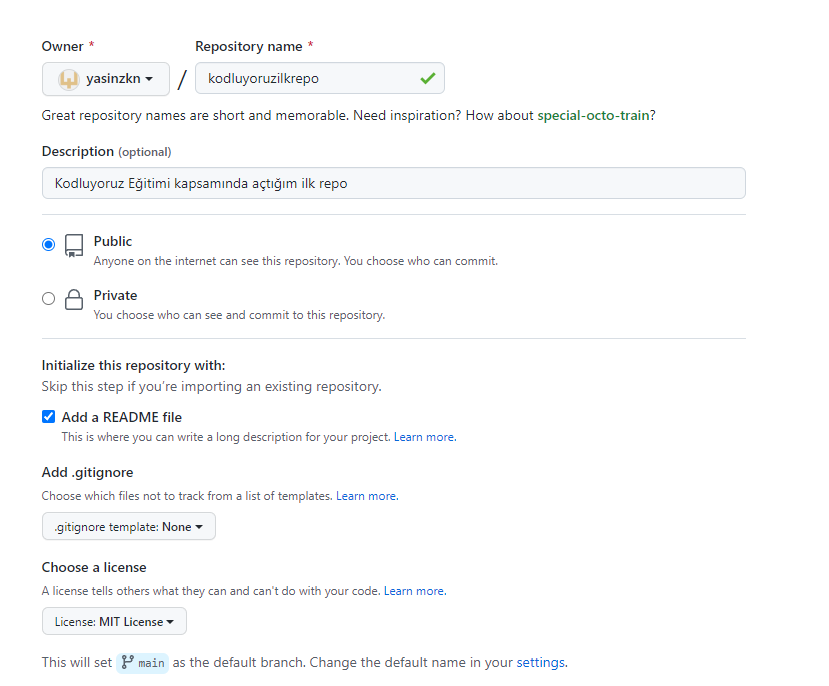 Owner * Repository name *
yasinzkn / kodluyoruzilkrepo
Great repository names are short and memorable. Need inspiration? How about special-octo-train?
Description (optional)
Kodluyoruz Eğitimi kapsamında açtığım ilk repo
Public
Anyone on the internet can see this repository. You choose who can commit.
Private
You choose who can see and commit to this repository.
Initialize this repository with:
Skip this step if you're importing an existing repository.
Add a README file
This is where you can write a long description for your project. Learn more.
Add .gitignore
Choose which files not to track from a list of templates. Learn more.
.gitignore template: None
Choose a license
A license tells others what they can and can't do with your code. Learn more.
License: MIT License
This will set main as the default branch. Change the default name in your settings.